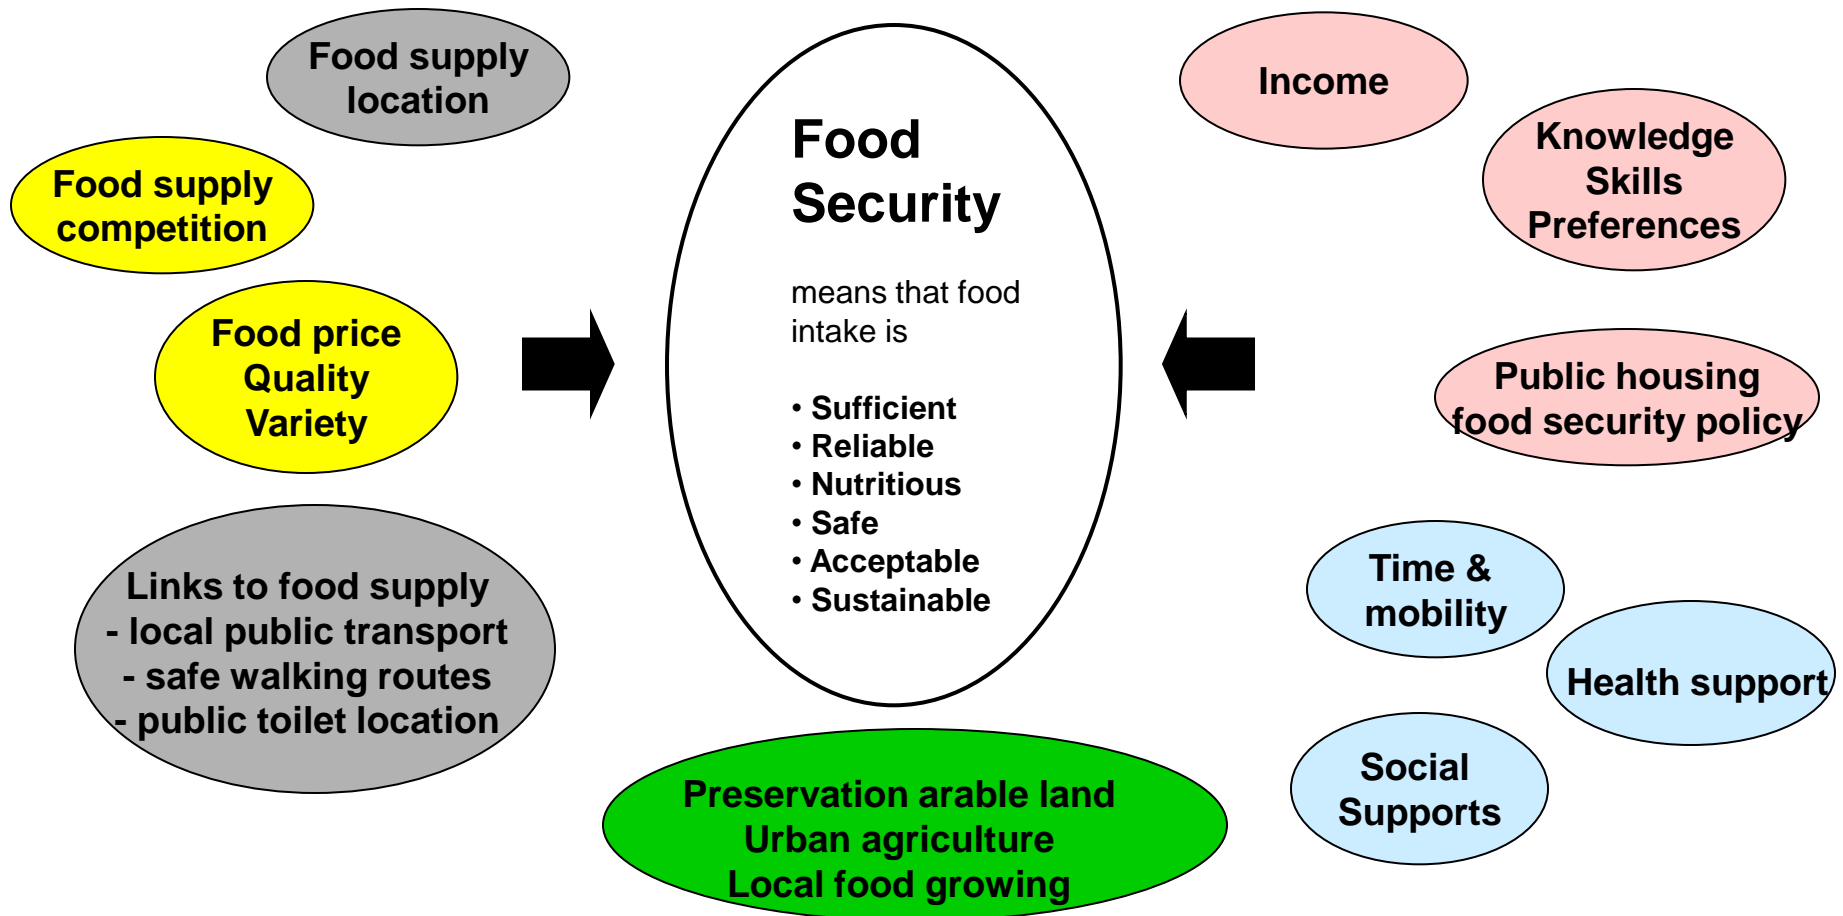 Food supply
location
Food supply
competition
Food price
Quality
Variety
Links to food supply
- local public transport
- safe walking routes
- public toilet location
Food
Security
means that food
intake is
• Sufficient
• Reliable
• Nutritious
• Safe
• Acceptable
• Sustainable
Preservation arable land
Urban agriculture
Local food growing
Income
Knowledge
Skills
Preferences
Public housing
food security policy
Time &
mobility
Health support
Social
Supports